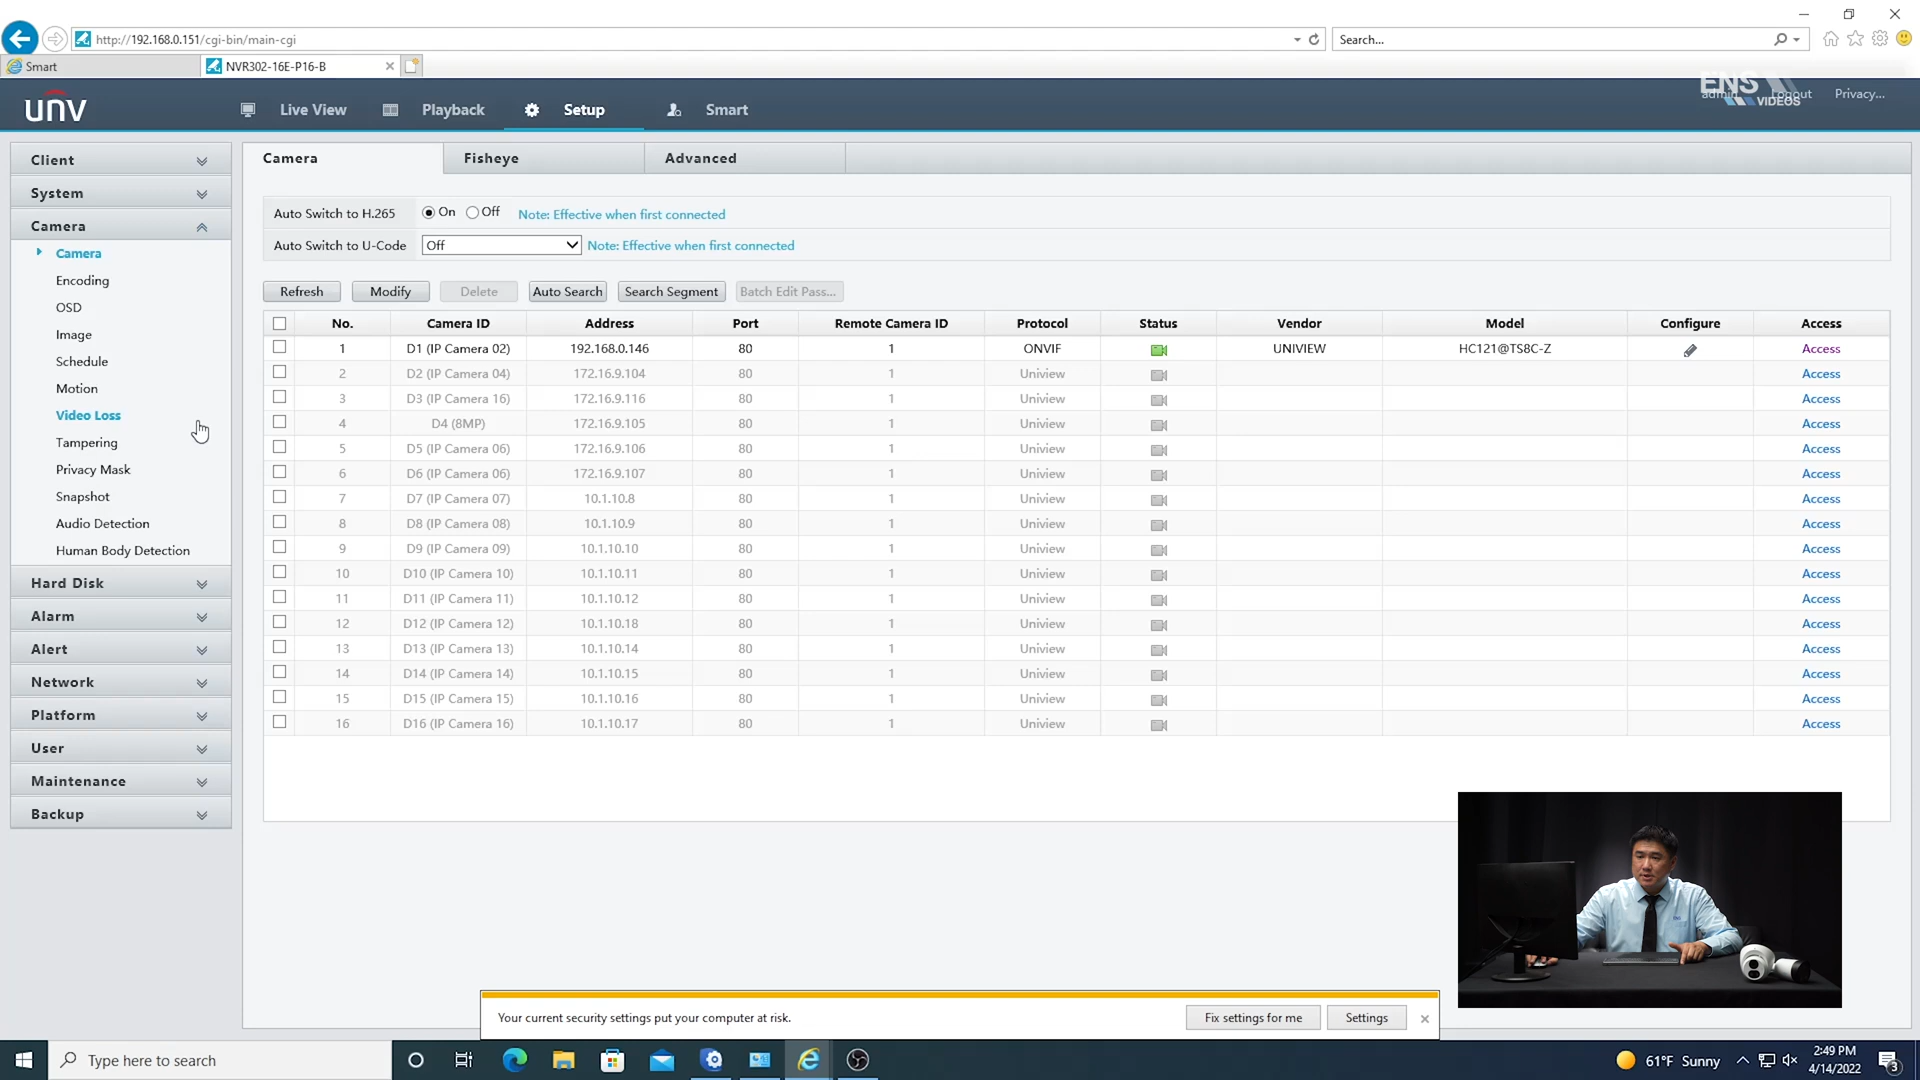 http://192.168.0.151/cgi-bin/main-cgi
Search...
Smart
NVR302-16E-P16-B
unv
Live View
Playback
Setup
Smart
ENS VIDEOS
admin
Logout
Privacy...
Client
System
Camera
Camera
Encoding
OSD
Image
Schedule
Motion
Video Loss
Tampering
Privacy Mask
Snapshot
Audio Detection
Human Body Detection
Hard Disk
Alarm
Alert
Network
Platform
User
Maintenance
Backup
Camera Fisheye Advanced
Auto Switch to H.265 On Off Note: Effective when first connected
Auto Switch to U-Code Off Note: Effective when first connected
Refresh Modify Delete Auto Search Search Segment Batch Edit Pass...
No. Camera ID Address Port Remote Camera ID Protocol Status Vendor Model Configure Access
1 D1 (IP Camera 02) 192.168.0.146 80 1 ONVIF UNIVIEW HC121@TS8C-Z Access
2 D2 (IP Camera 04) 172.16.9.104 80 1 Uniview Access
3 D3 (IP Camera 16) 172.16.9.116 80 1 Uniview Access
4 D4 (8MP) 172.16.9.105 80 1 Uniview Access
5 D5 (IP Camera 06) 172.16.9.106 80 1 Uniview Access
6 D6 (IP Camera 06) 172.16.9.107 80 1 Uniview Access
7 D7 (IP Camera 07) 10.1.10.8 80 1 Uniview Access
8 D8 (IP Camera 08) 10.1.10.9 80 1 Uniview Access
9 D9 (IP Camera 09) 10.1.10.10 80 1 Uniview Access
10 D10 (IP Camera 10) 10.1.10.11 80 1 Uniview Access
11 D11 (IP Camera 11) 10.1.10.12 80 1 Uniview Access
12 D12 (IP Camera 12) 10.1.10.18 80 1 Uniview Access
13 D13 (IP Camera 13) 10.1.10.14 80 1 Uniview Access
14 D14 (IP Camera 14) 10.1.10.15 80 1 Uniview Access
15 D15 (IP Camera 15) 10.1.10.16 80 1 Uniview Access
16 D16 (IP Camera 16) 10.1.10.17 80 1 Uniview Access
Your current security settings put your computer at risk.
Fix settings for me
Settings
Type here to search
61°F Sunny
2:49 PM
4/14/2022
3